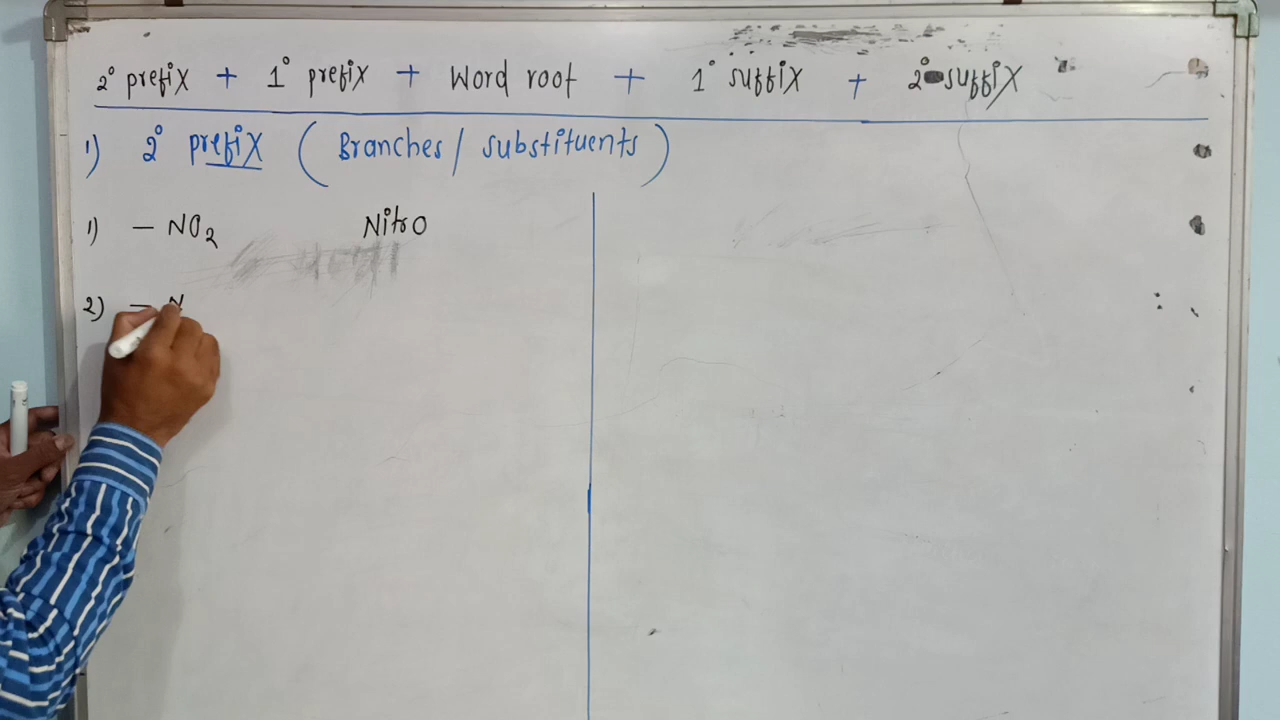 2° prefix + 1° prefix + Word root + 1° suffix + 2° suffix
1) 2° prefix ( Branches / substituents )
1) – NO₂ Nitro
2) – N